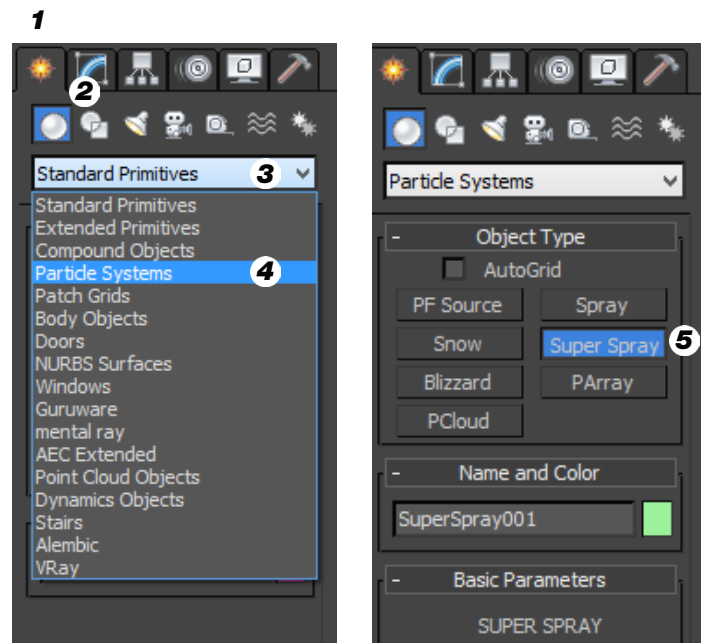 1
2
Standard Primitives 3
Standard Primitives
Extended Primitives
Compound Objects
Particle Systems 4
Patch Grids
Body Objects
Doors
NURBS Surfaces
Windows
Guruware
mental ray
AEC Extended
Point Cloud Objects
Dynamics Objects
Stairs
Alembic
VRay
Particle Systems
- Object Type
AutoGrid
PF Source Spray
Snow Super Spray 5
Blizzard PArray
PCloud
- Name and Color
SuperSpray001
- Basic Parameters
SUPER SPRAY